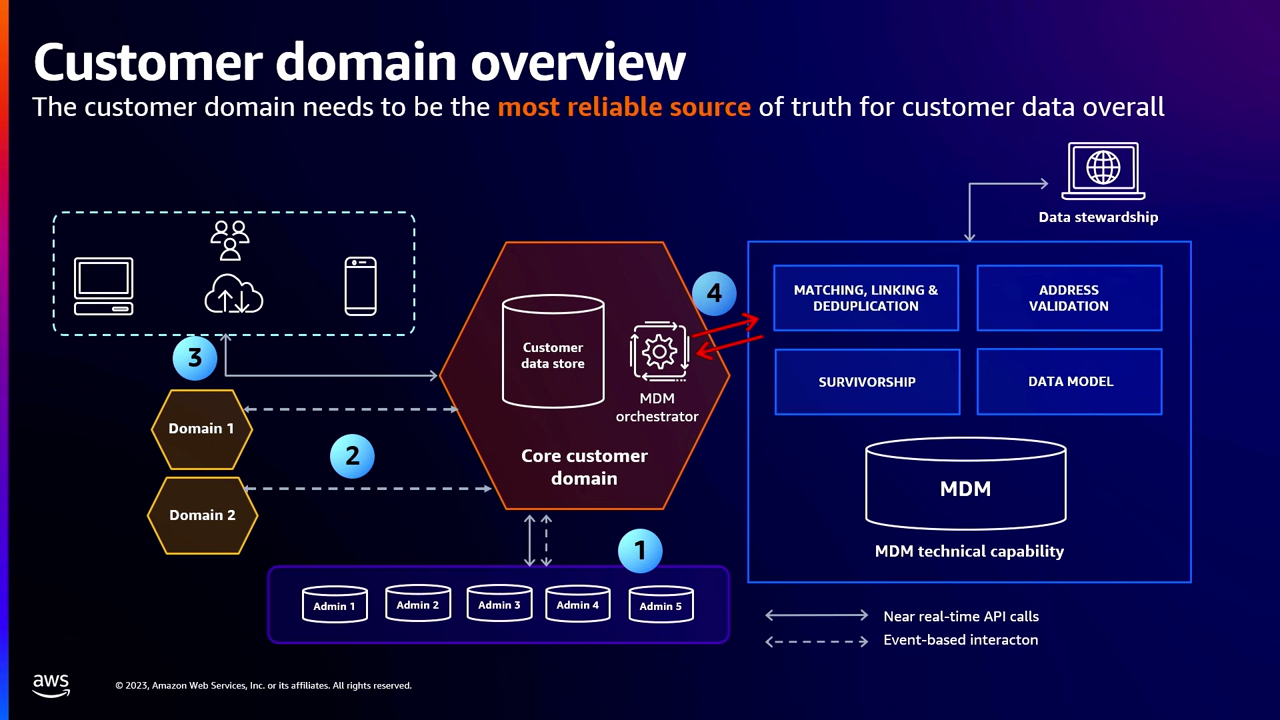 Customer domain overview
The customer domain needs to be the most reliable source of truth for customer data overall
Data stewardship
4
MATCHING, LINKING &
DEDUPLICATION
ADDRESS
VALIDATION
3
Customer
data store
SURVIVORSHIP
DATA MODEL
MDM
orchestrator
Domain 1
2
Core customer
domain
MDM
Domain 2
1
MDM technical capability
Admin 1
Admin 2
Admin 3
Admin 4
Admin 5
Near real-time API calls
Event-based interacton
aws
© 2023, Amazon Web Services, Inc. or its affiliates. All rights reserved.